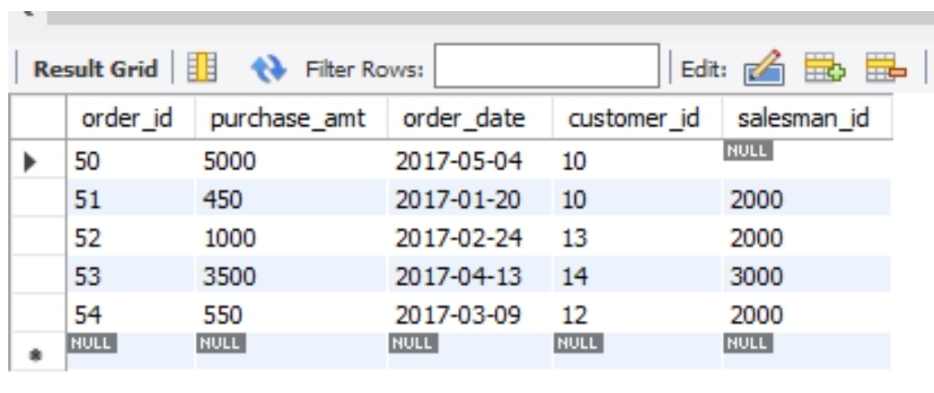 Result Grid Filter Rows: Edit:
order_id purchase_amt order_date customer_id salesman_id
50 5000 2017-05-04 10 NULL
51 450 2017-01-20 10 2000
52 1000 2017-02-24 13 2000
53 3500 2017-04-13 14 3000
54 550 2017-03-09 12 2000
NULL NULL NULL NULL NULL